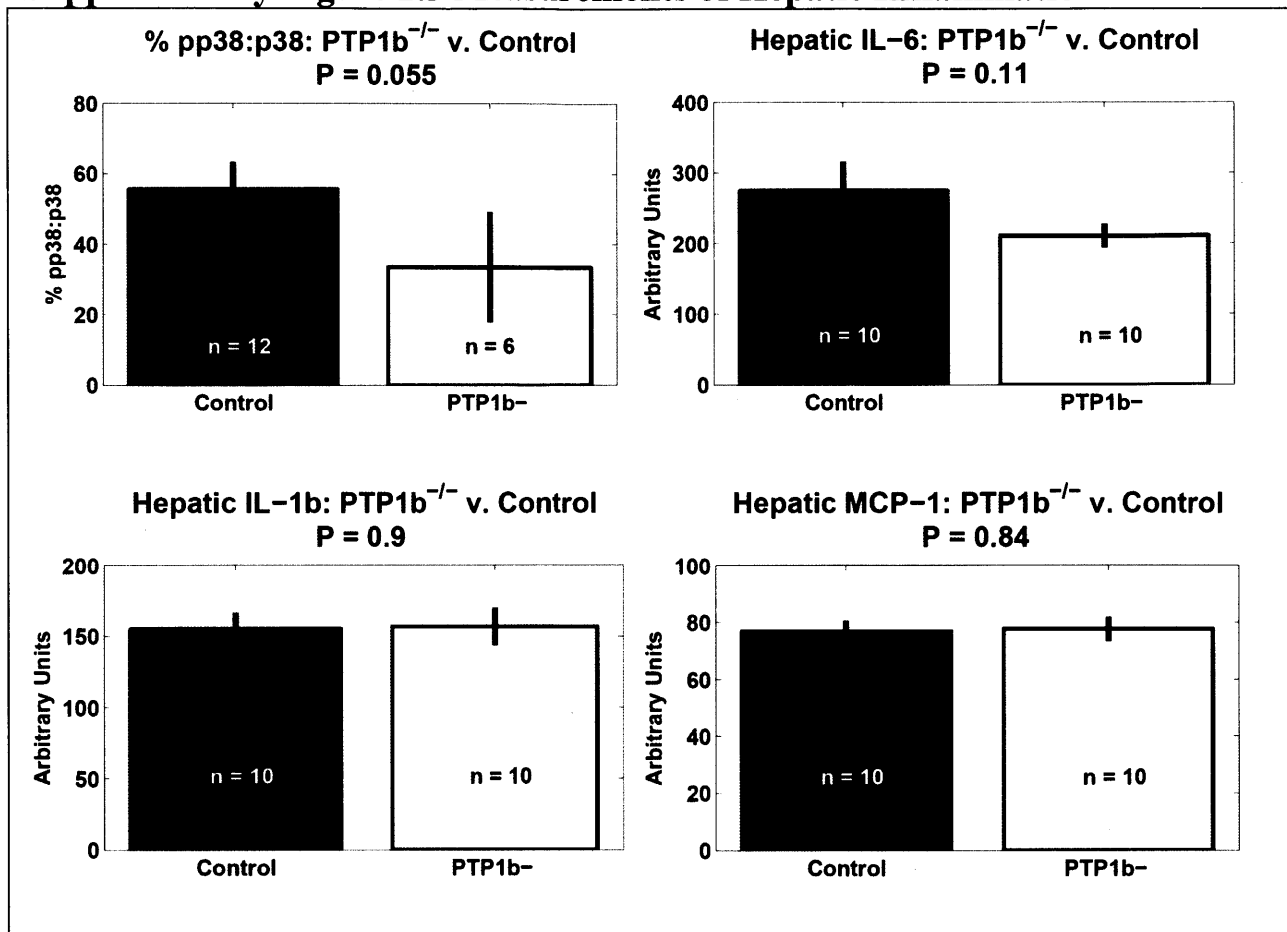 % pp38:p38: PTP1b−/− v. Control
P = 0.055
80
60
40
20
0
% pp38:p38
n = 12
n = 6
Control
PTP1b−
Hepatic IL−6: PTP1b−/− v. Control
P = 0.11
400
300
200
100
0
Arbitrary Units
n = 10
n = 10
Control
PTP1b−
Hepatic IL−1b: PTP1b−/− v. Control
P = 0.9
200
150
100
50
0
Arbitrary Units
n = 10
n = 10
Control
PTP1b−
Hepatic MCP−1: PTP1b−/− v. Control
P = 0.84
100
80
60
40
20
0
Arbitrary Units
n = 10
n = 10
Control
PTP1b−